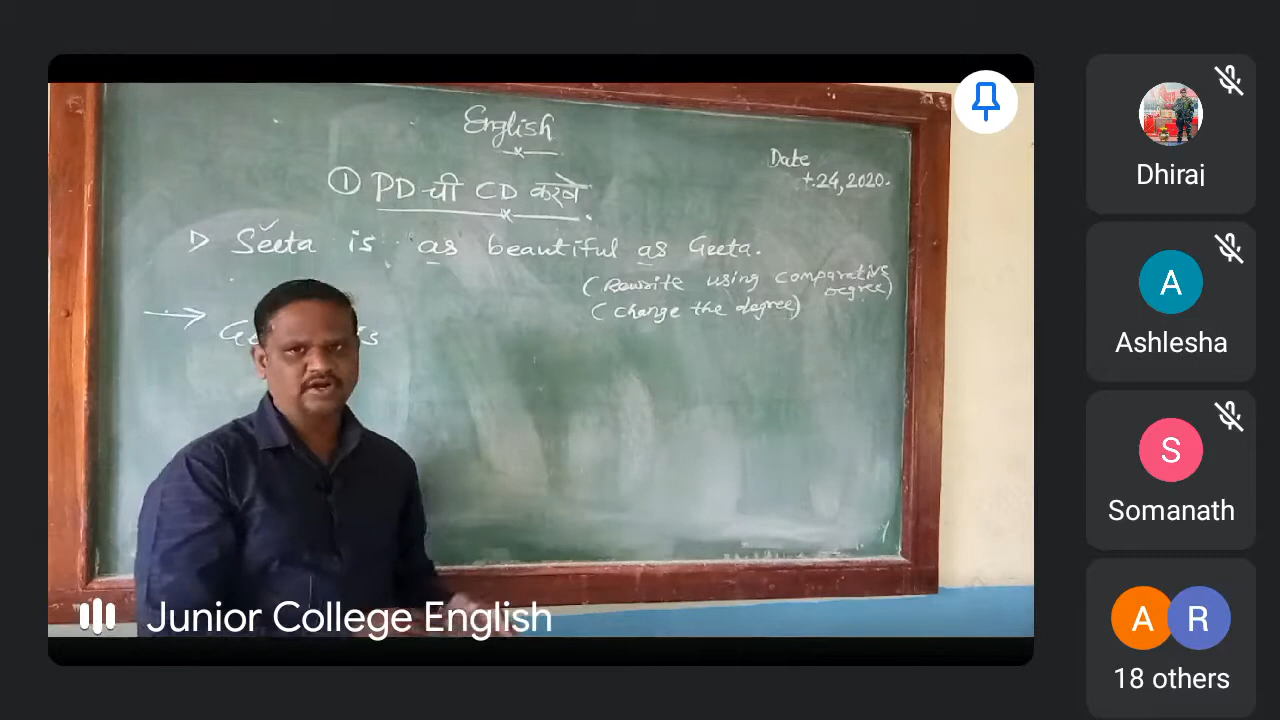 English
① PD ची CD करणे
Date
24, 2020.
Seeta is as beautiful as Geeta.
(Rewrite using comparative
Degree)
(change the degree)
Junior College English
Dhiraj
A
Ashlesha
S
Somanath
A R
18 others